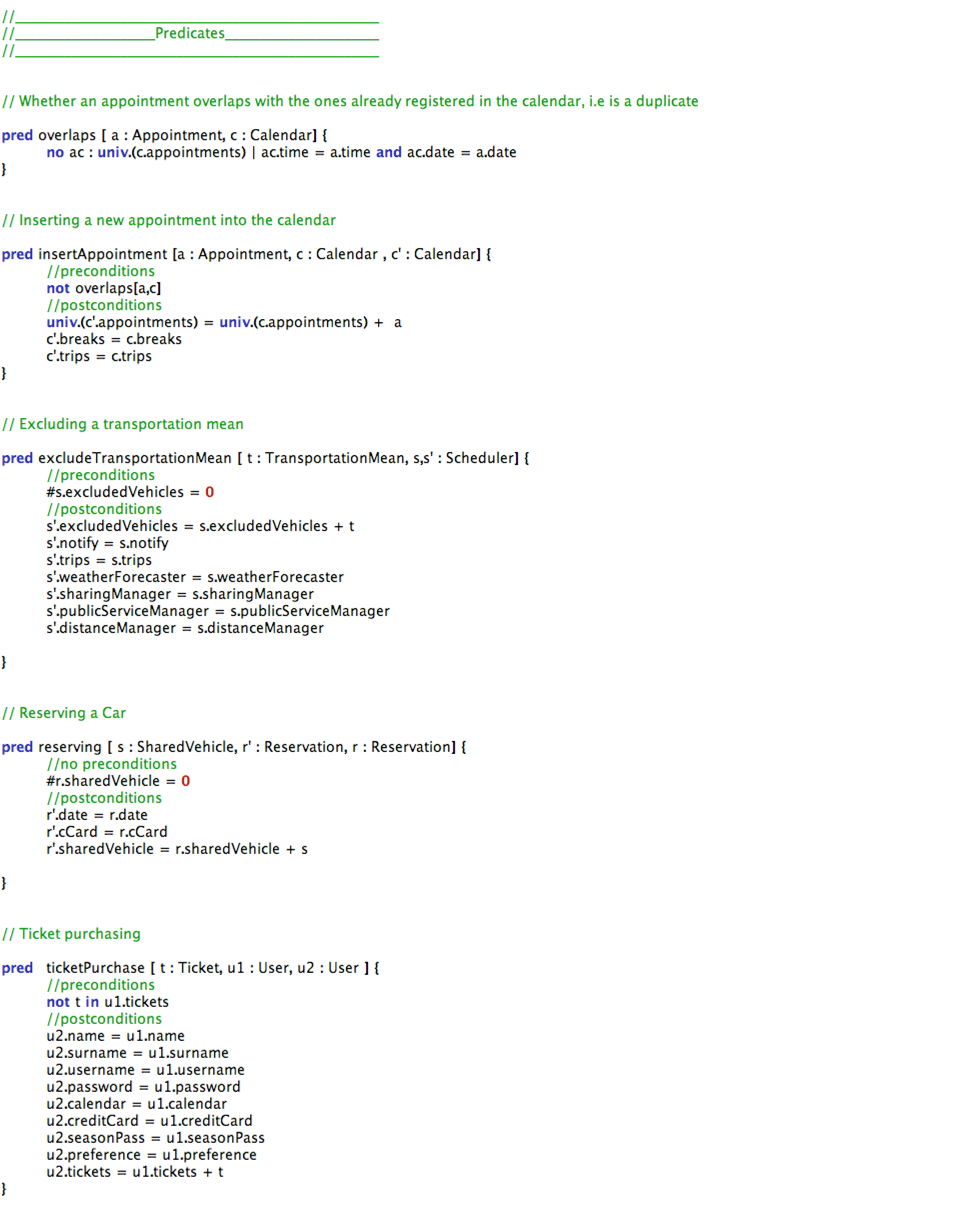 //___________________________________________
//_________________Predicates__________________
//___________________________________________
// Whether an appointment overlaps with the ones already registered in the calendar, i.e is a duplicate
pred overlaps [ a : Appointment, c : Calendar] {
no ac : univ.(c.appointments) | ac.time = a.time and ac.date = a.date
}
// Inserting a new appointment into the calendar
pred insertAppointment [a : Appointment, c : Calendar , c' : Calendar] {
//preconditions
not overlaps[a,c]
//postconditions
univ.(c'.appointments) = univ.(c.appointments) + a
c'.breaks = c.breaks
c'.trips = c.trips
}
// Excluding a transportation mean
pred excludeTransportationMean [ t : TransportationMean, s,s' : Scheduler] {
//preconditions
#s.excludedVehicles = 0
//postconditions
s'.excludedVehicles = s.excludedVehicles + t
s'.notify = s.notify
s'.trips = s.trips
s'.weatherForecaster = s.weatherForecaster
s'.sharingManager = s.sharingManager
s'.publicServiceManager = s.publicServiceManager
s'.distanceManager = s.distanceManager
}
// Reserving a Car
pred reserving [ s : SharedVehicle, r' : Reservation, r : Reservation] {
//no preconditions
#r.sharedVehicle = 0
//postconditions
r'.date = r.date
r'.cCard = r.cCard
r'.sharedVehicle = r.sharedVehicle + s
}
// Ticket purchasing
pred ticketPurchase [ t : Ticket, u1 : User, u2 : User ] {
//preconditions
not t in u1.tickets
//postconditions
u2.name = u1.name
u2.surname = u1.surname
u2.username = u1.username
u2.password = u1.password
u2.calendar = u1.calendar
u2.creditCard = u1.creditCard
u2.seasonPass = u1.seasonPass
u2.preference = u1.preference
u2.tickets = u1.tickets + t
}